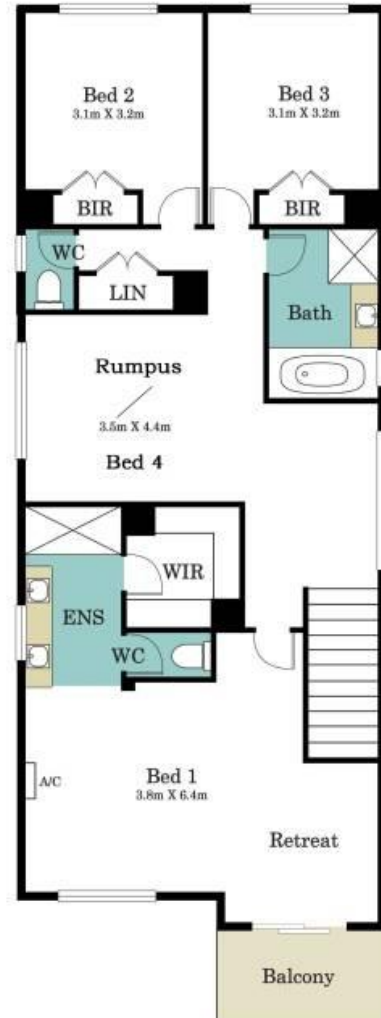 Bed 2
3.1m X 3.2m
Bed 3
3.1m X 3.2m
BIR
BIR
WC
LIN
Bath
Rumpus
3.5m X 4.4m
Bed 4
WIR
ENS
WC
A/C
Bed 1
3.8m X 6.4m
Retreat
Balcony